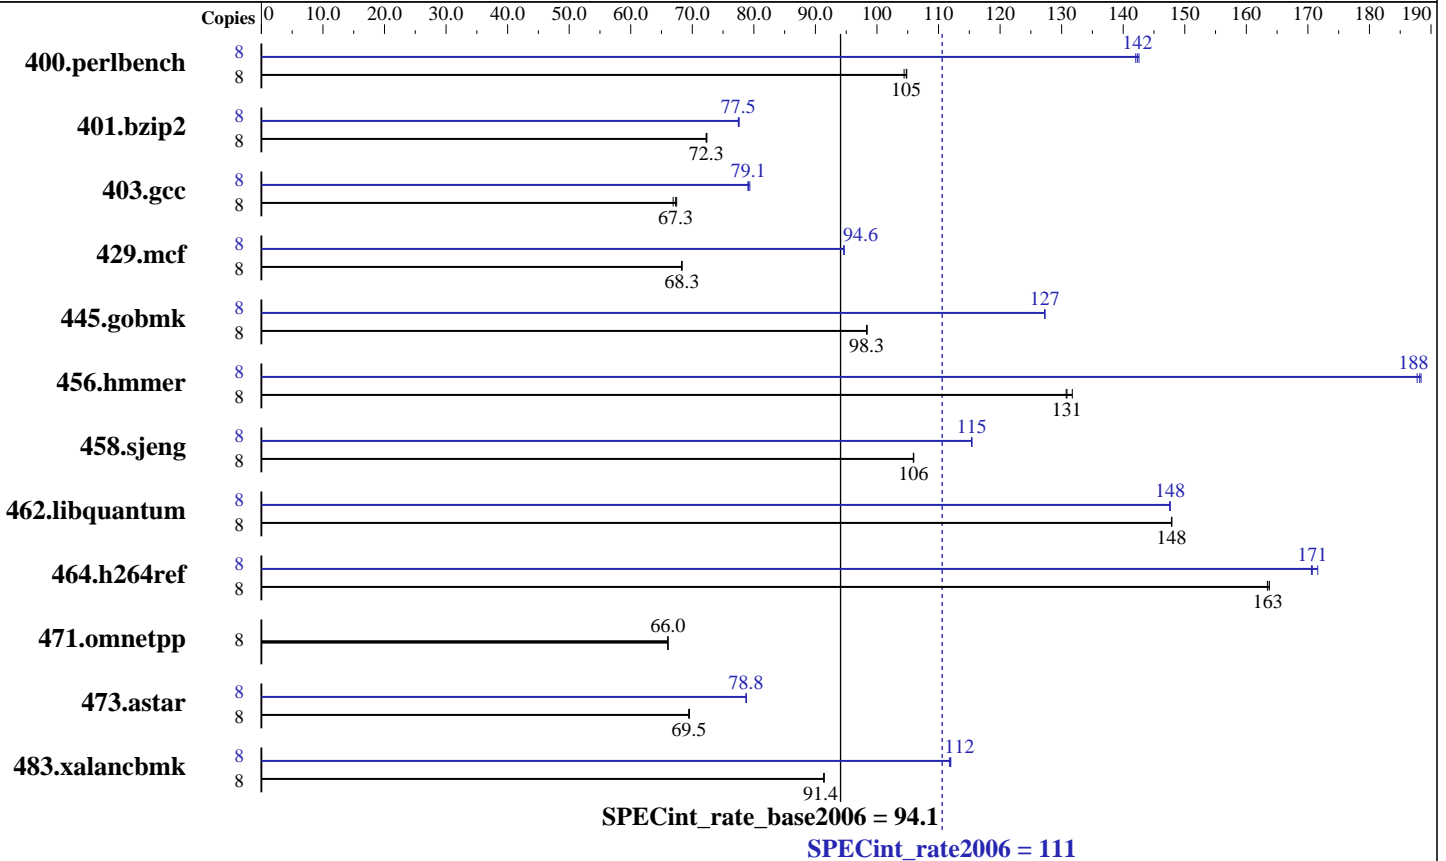 Copies 0 10.0 20.0 30.0 40.0 50.0 60.0 70.0 80.0 90.0 100 110 120 130 140 150 160 170 180 190
400.perlbench 8 142
8 105
401.bzip2 8 77.5
8 72.3
403.gcc 8 79.1
8 67.3
429.mcf 8 94.6
8 68.3
445.gobmk 8 127
8 98.3
456.hmmer 8 188
8 131
458.sjeng 8 115
8 106
462.libquantum 8 148
8 148
464.h264ref 8 171
8 163
471.omnetpp 8 66.0
473.astar 8 78.8
8 69.5
483.xalancbmk 8 112
8 91.4
SPECint_rate_base2006 = 94.1
SPECint_rate2006 = 111